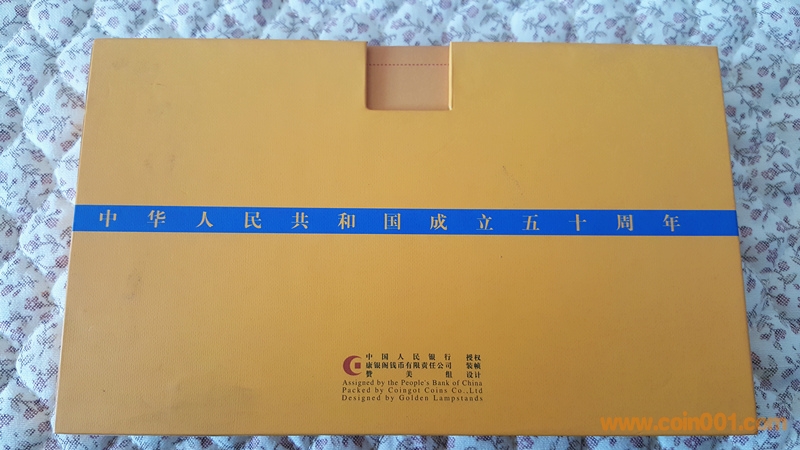 中华人民共和国成立五十周年
中国人民银行 授权
康银阁钱币有限责任公司 装帧
赞美组 设计
Assigned by the People's Bank of China
Packed by Coingot Coins Co.,Ltd
Designed by Golden Lampstands
www.coin001.com